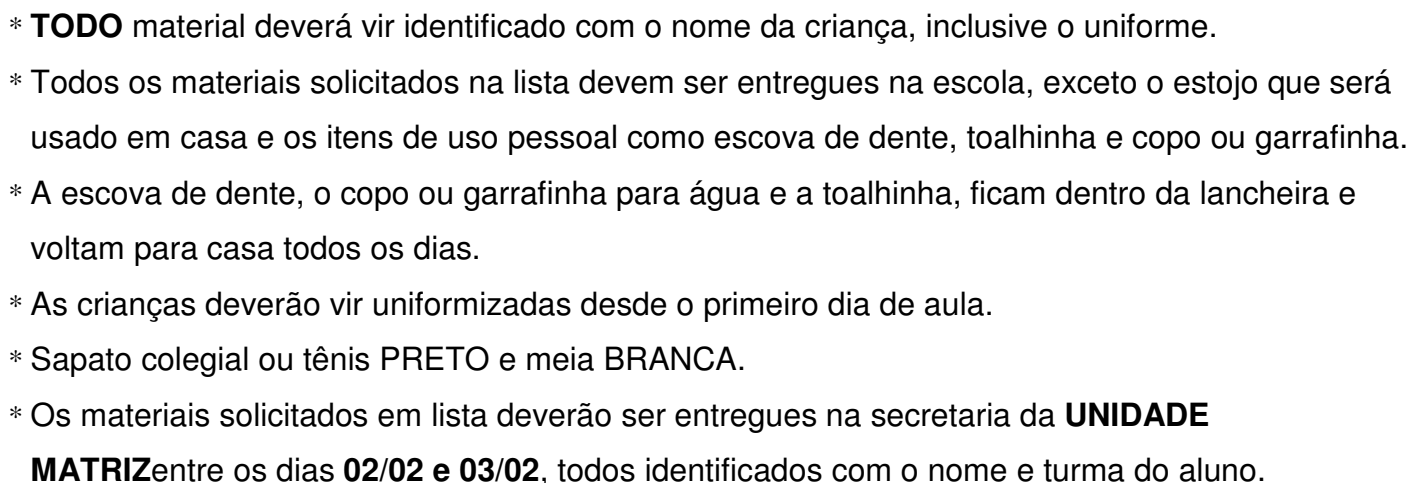 * TODO material deverá vir identificado com o nome da criança, inclusive o uniforme.
* Todos os materiais solicitados na lista devem ser entregues na escola, exceto o estojo que será
usado em casa e os itens de uso pessoal como escova de dente, toalhinha e copo ou garrafinha.
* A escova de dente, o copo ou garrafinha para água e a toalhinha, ficam dentro da lancheira e
voltam para casa todos os dias.
* As crianças deverão vir uniformizadas desde o primeiro dia de aula.
* Sapato colegial ou tênis PRETO e meia BRANCA.
* Os materiais solicitados em lista deverão ser entregues na secretaria da UNIDADE
MATRIZentre os dias 02/02 e 03/02, todos identificados com o nome e turma do aluno.